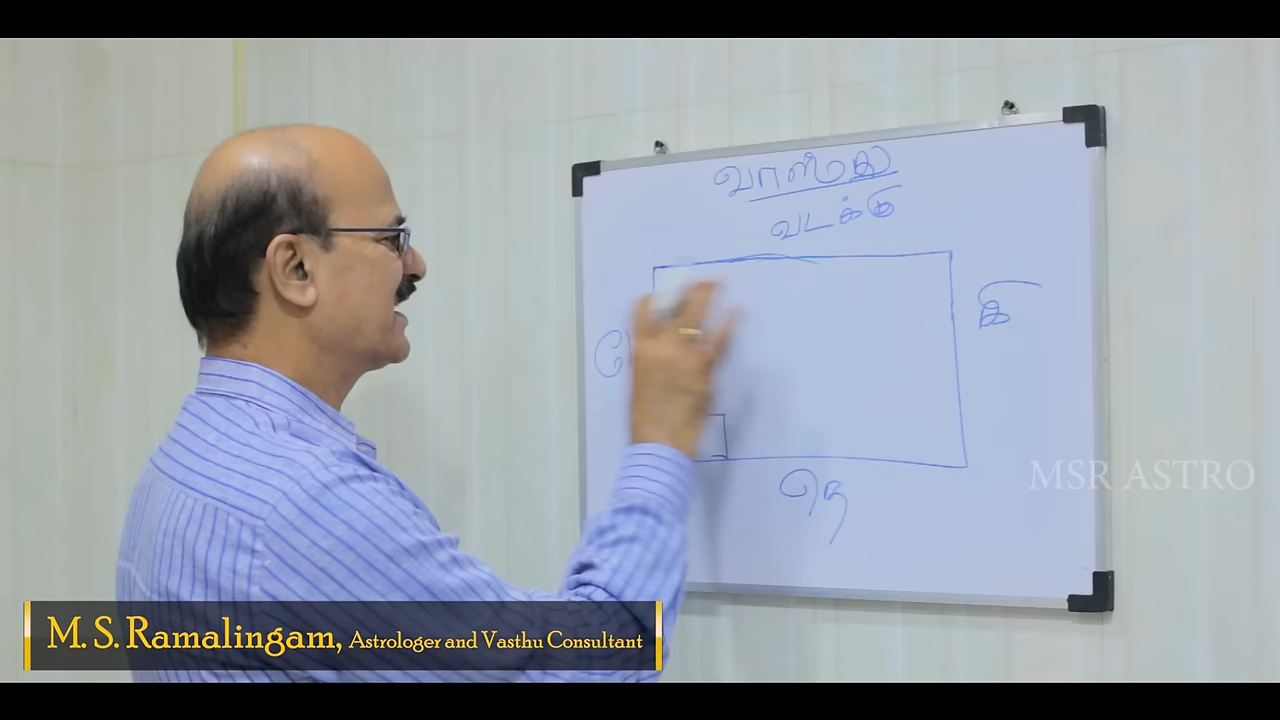 வாஸ்து
வடக்கு
கி
மே
தெ
MSR ASTRO
M. S. Ramalingam, Astrologer and Vasthu Consultant